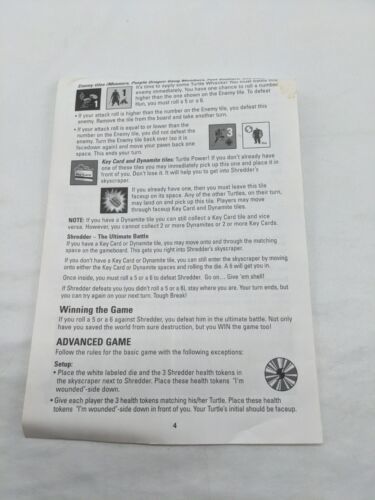 Enemy tiles (Mousers, Purple Dragon Gang Members,
It's time to apply some Turtle Whacks! You must battle this
enemy immediately. You have one chance to roll a number
higher than the one shown on the Enemy tile. To defeat
Hun, you must roll a 5 or 6.
1
• If your attack roll is higher than the number on the Enemy tile, you defeat this
enemy. Remove the tile from the board and take another turn.
• If your attack roll is equal to or lower than the
number on the Enemy tile, you did not defeat the
enemy. Turn the Enemy tile back over (so it is
facedown) again and move your pawn back one
space. This ends your turn.
3
Key Card and Dynamite tiles: Turtle Power! If you don't already have
one of these tiles you may immediately pick up this one and place it in
front of you. Don't lose it. It will help you to get into Shredder's
skyscraper.
If you already have one, then you must leave this tile
faceup on its space. Any of the other Turtles, on their turn,
may land on and pick up this tile. Players may move
through faceup Key Card and Dynamite tiles.
NOTE: If you have a Dynamite tile you can still collect a Key Card tile and vice
versa. However, you cannot collect 2 or more Dynamites or 2 or more Key Cards.
Shredder – The Ultimate Battle
If you have a Key Card or Dynamite tile, you may move onto and through the matching
space on the gameboard. This gets you right into Shredder's skyscraper.
If you don't have a Key Card or Dynamite tile, you can still enter the skyscraper by moving
onto either the Key Card or Dynamite spaces and rolling the die. A 6 will get you in.
Once inside, you must roll a 5 or 6 to defeat Shredder. Go on... Give 'em shell!
If Shredder defeats you (you didn't roll a 5 or a 6), stay where you are. Your turn ends, but
you can try again on your next turn. Tough Break!
Winning the Game
If you roll a 5 or a 6 against Shredder, you defeat him in the ultimate battle. Not only
have you saved the world from sure destruction, but you WIN the game too!
ADVANCED GAME
Follow the rules for the basic game with the following exceptions:
Setup:
• Place the white labeled die and the 3 Shredder health tokens in
the skyscraper next to Shredder. Place these health tokens "I'm
wounded"-side down.
• Give each player the 3 health tokens matching his/her Turtle. Place these health
tokens "I'm wounded"-side down in front of you. Your Turtle's initial should be faceup.
4